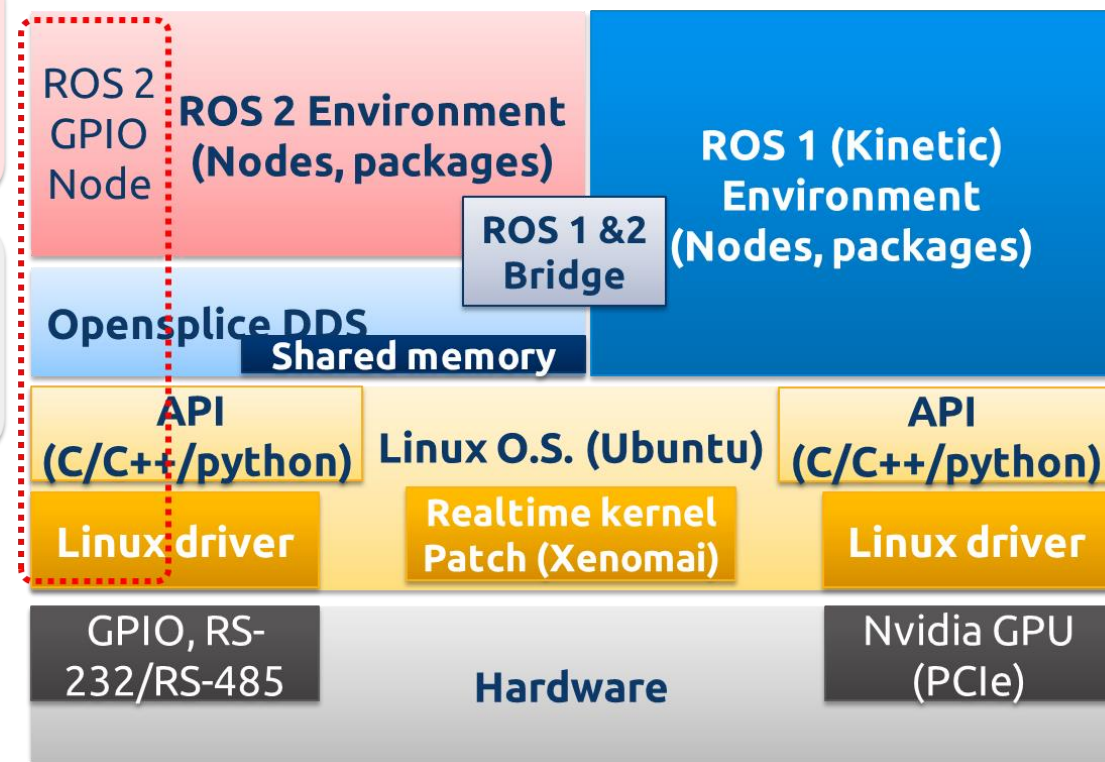 ROS 2
GPIO
Node
ROS 2 Environment
(Nodes, packages)
ROS 1 (Kinetic)
Environment
(Nodes, packages)
ROS 1 &2
Bridge
Opensplice DDS
Shared memory
API
(C/C++/python)
Linux O.S. (Ubuntu)
API
(C/C++/python)
Linux driver
Realtime kernel
Patch (Xenomai)
Linux driver
GPIO, RS-
232/RS-485
Hardware
Nvidia GPU
(PCIe)